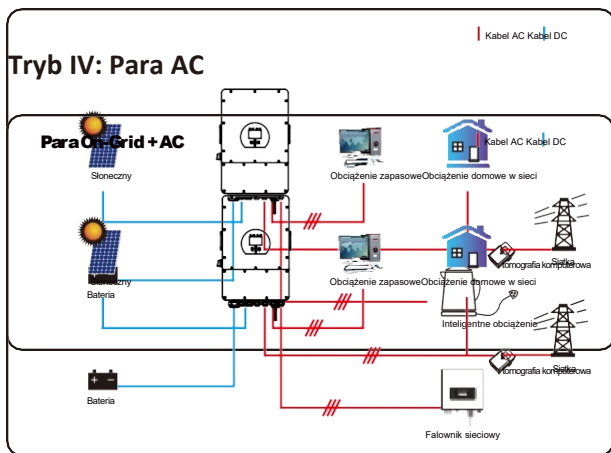 Kabel AC Kabel DC
Tryb IV: Para AC
Para On-Grid + AC
Kabel AC Kabel DC
Słoneczny
Obciążenie zapasowe Obciążenie domowe w sieci
Siatka
Tomografia komputerowa
Słoneczny
Bateria
Obciążenie zapasowe Obciążenie domowe w sieci
Inteligentne obciążenie
Siatka
Tomografia komputerowa
Bateria
Falownik sieciowy